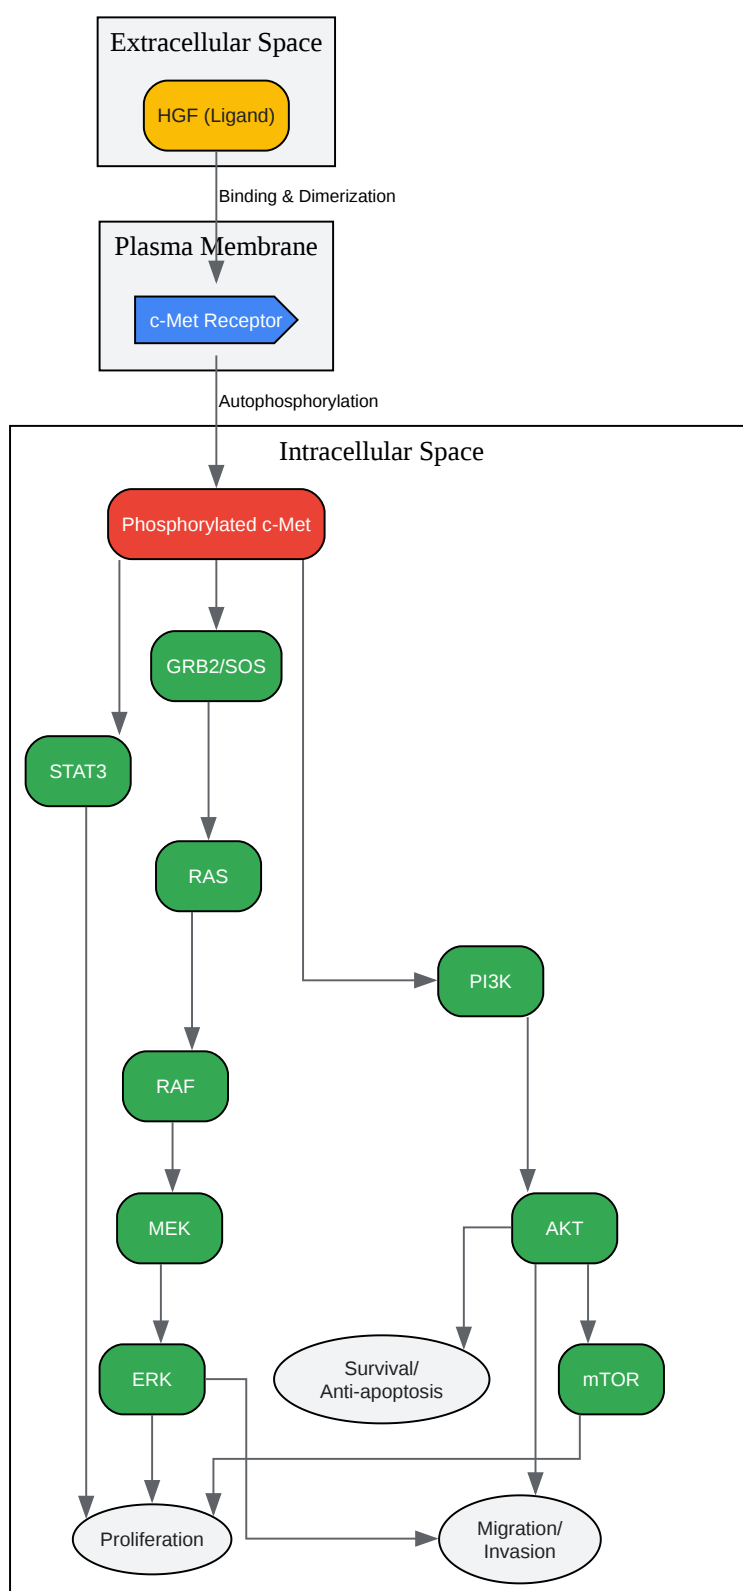 Extracellular Space
HGF (Ligand)
Binding & Dimerization
Plasma Membrane
c-Met Receptor
Autophosphorylation
Intracellular Space
Phosphorylated c-Met
GRB2/SOS
STAT3
RAS
PI3K
RAF
MEK
AKT
ERK
Survival/
Anti-apoptosis
mTOR
Proliferation
Migration/
Invasion